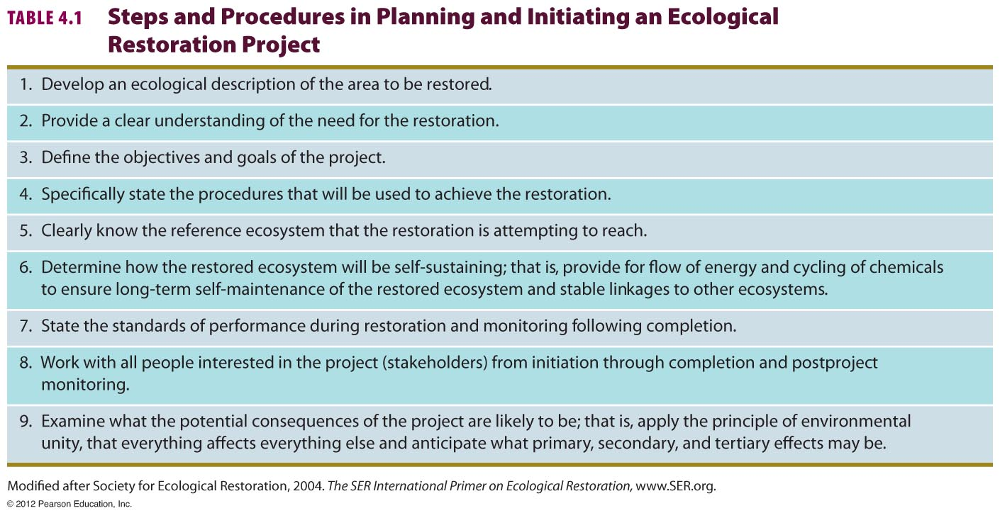 TABLE 4.1 Steps and Procedures in Planning and Initiating an Ecological
Restoration Project
1. Develop an ecological description of the area to be restored.
2. Provide a clear understanding of the need for the restoration.
3. Define the objectives and goals of the project.
4. Specifically state the procedures that will be used to achieve the restoration.
5. Clearly know the reference ecosystem that the restoration is attempting to reach.
6. Determine how the restored ecosystem will be self-sustaining; that is, provide for flow of energy and cycling of chemicals
to ensure long-term self-maintenance of the restored ecosystem and stable linkages to other ecosystems.
7. State the standards of performance during restoration and monitoring following completion.
8. Work with all people interested in the project (stakeholders) from initiation through completion and postproject
monitoring.
9. Examine what the potential consequences of the project are likely to be; that is, apply the principle of environmental
unity, that everything affects everything else and anticipate what primary, secondary, and tertiary effects may be.
Modified after Society for Ecological Restoration, 2004. The SER International Primer on Ecological Restoration, www.SER.org.
© 2012 Pearson Education, Inc.